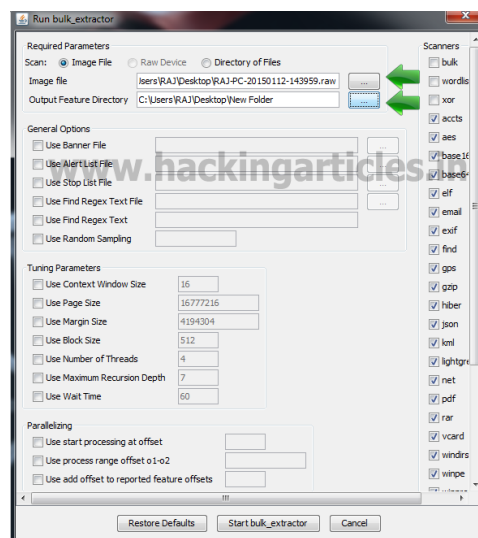 Run bulk_extractor
Required Parameters
Scan: Image File Raw Device Directory of Files
Image file Jsers\RAJ\Desktop\RAJ-PC-20150112-143959.raw ...
Output Feature Directory C:\Users\RAJ\Desktop\New Folder ...
General Options
Use Banner File ...
Use Alert List File ...
Use Stop List File ...
Use Find Regex Text File ...
Use Find Regex Text
Use Random Sampling
www.hackingarticles.in
Tuning Parameters
Use Context Window Size 16
Use Page Size 16777216
Use Margin Size 4194304
Use Block Size 512
Use Number of Threads 4
Use Maximum Recursion Depth 7
Use Wait Time 60
Parallelizing
Use start processing at offset
Use process range offset o1-o2
Use add offset to reported feature offsets
Scanners
bulk
wordlis
xor
accts
aes
base16
base64
elf
email
exif
find
gps
gzip
hiber
json
kml
lightgre
net
pdf
rar
vcard
windirs
winpe
Restore Defaults Start bulk_extractor Cancel